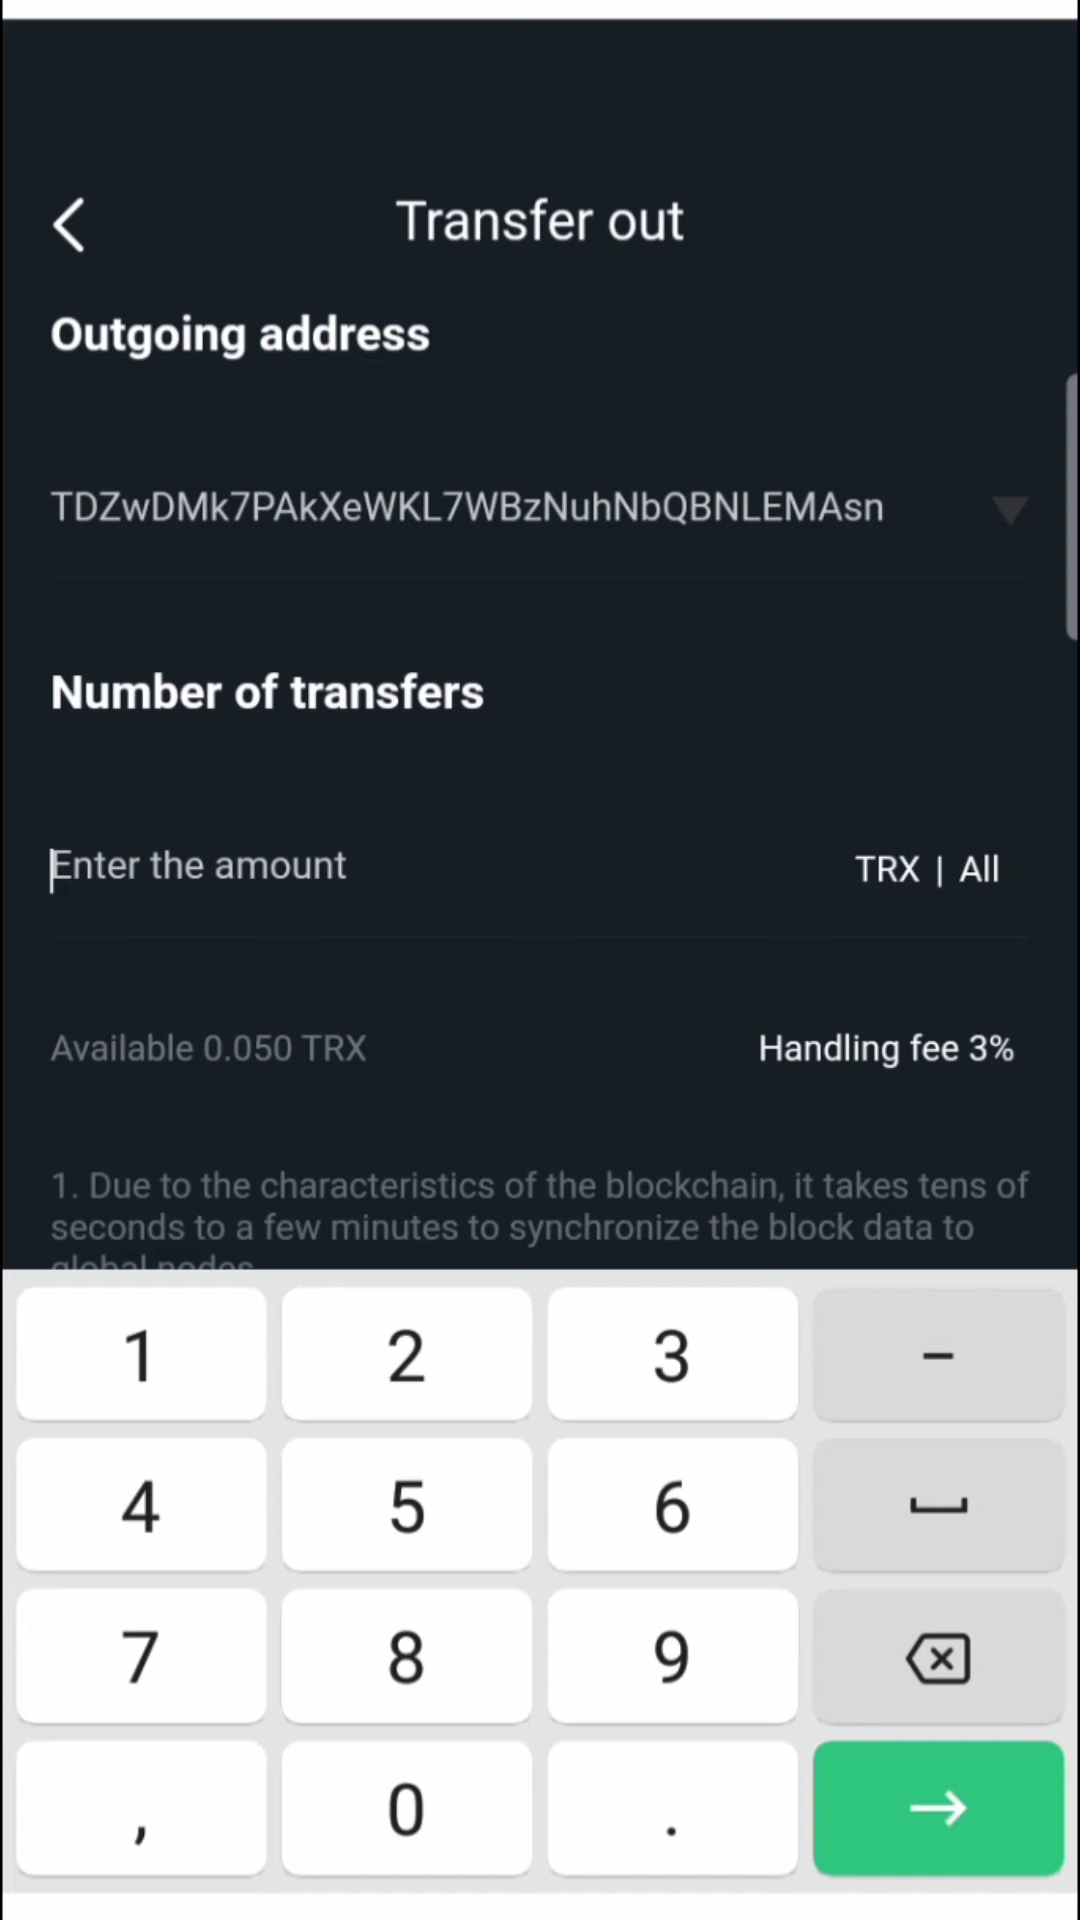 Transfer out
Outgoing address
TDZwDMk7PAkXeWKL7WBzNuhNbQBNLEMAsn
Number of transfers
Enter the amount TRX | All
Available 0.050 TRX Handling fee 3%
1. Due to the characteristics of the blockchain, it takes tens of
seconds to a few minutes to synchronize the block data to
global nodes
1 2 3 -
4 5 6
7 8 9
, 0 .